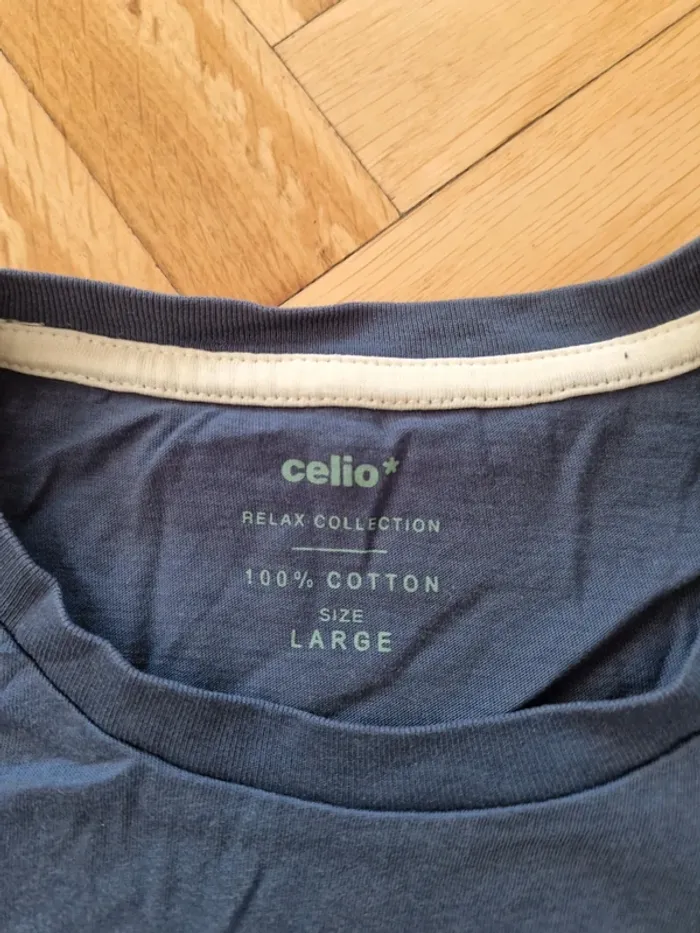 celio*
RELAX COLLECTION
100% COTTON
SIZE
LARGE